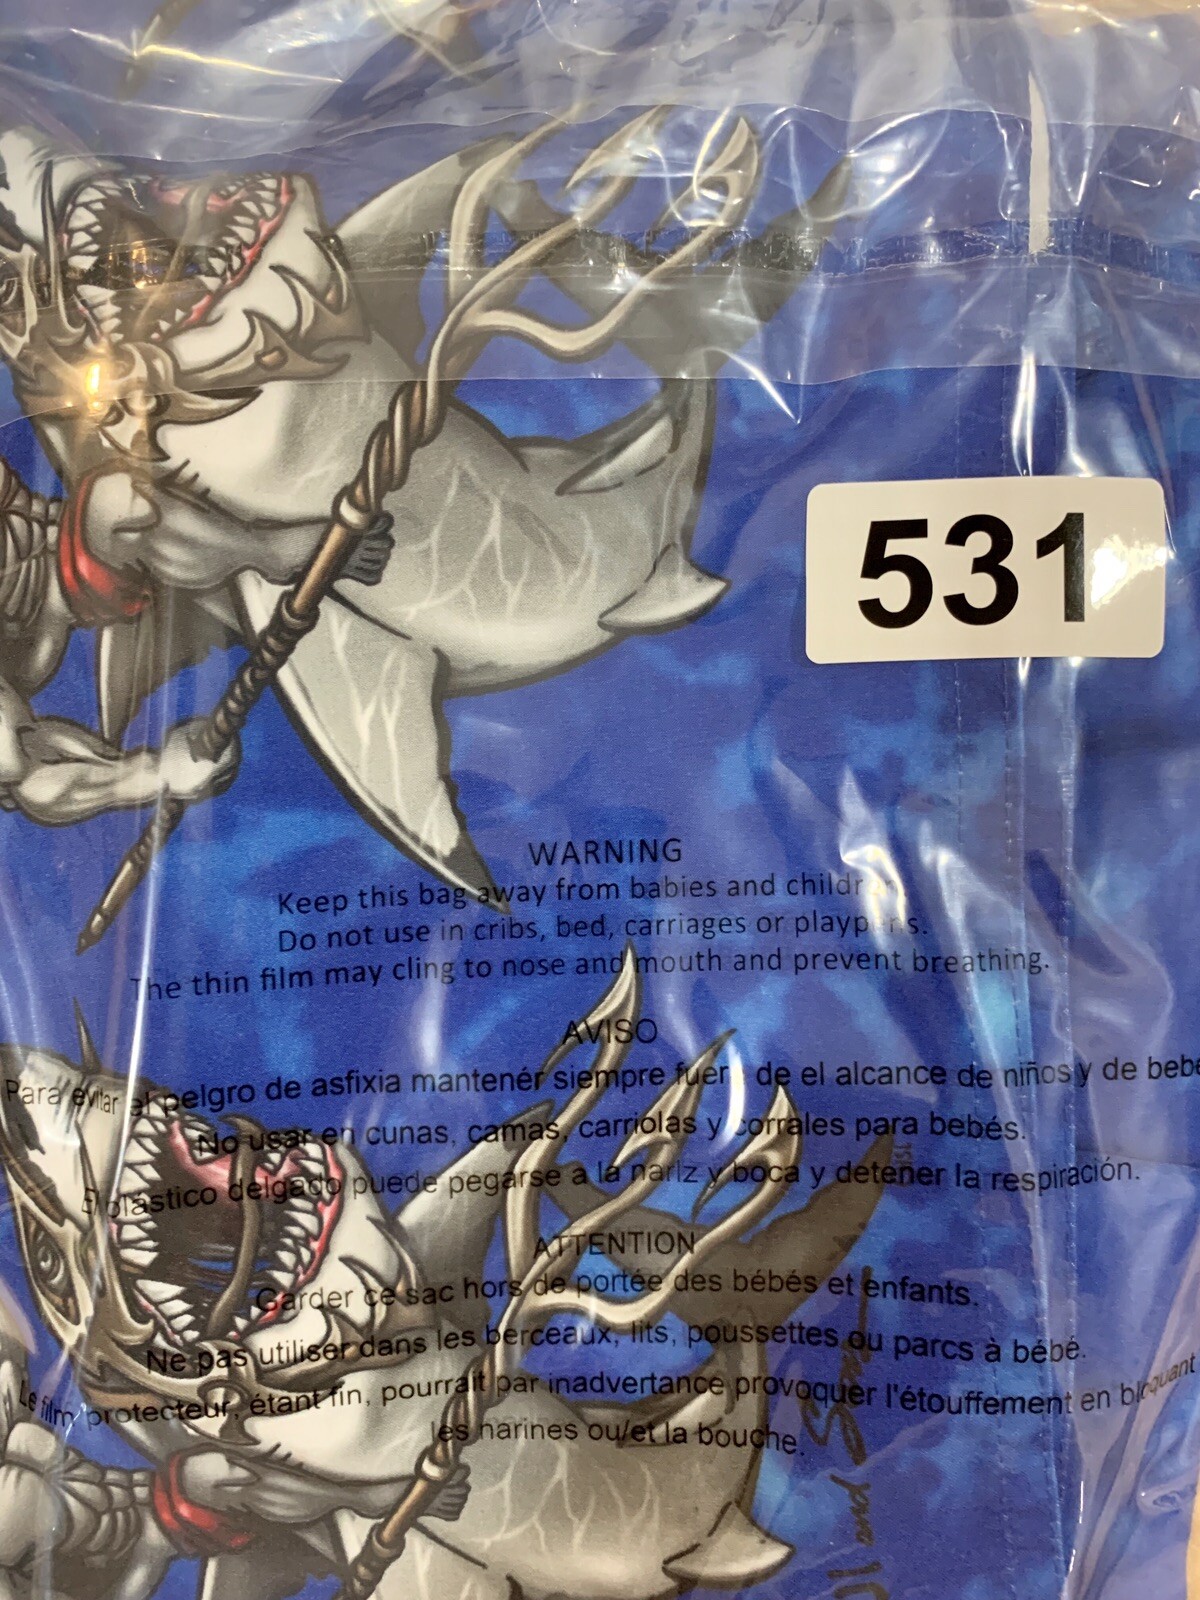 531
WARNING
Keep this bag away from babies and
Do not use in cribs, bed, carriages or playpens.
The thin film may cling to nose and mouth and prevent breathing.
AVISO
Para evitar el pelgro de asfixia mantenér siempre fuera de el alcance de niños y de
No usar en cunas, camas, carriolas y corrales para bebés.
El plástico delgado puede pegarse a la nariz y boca y detener la respiración.
ATTENTION
Garder ce sac hors de portée des bébés et enfants.
Ne pas utiliser dans les berceaux, lits, poussettes ou parcs à bébé.
Le film protecteur, étant fin, pourrait par inadvertance provoquer l'étouffement en bloquant
les narines ou/et la bouche.